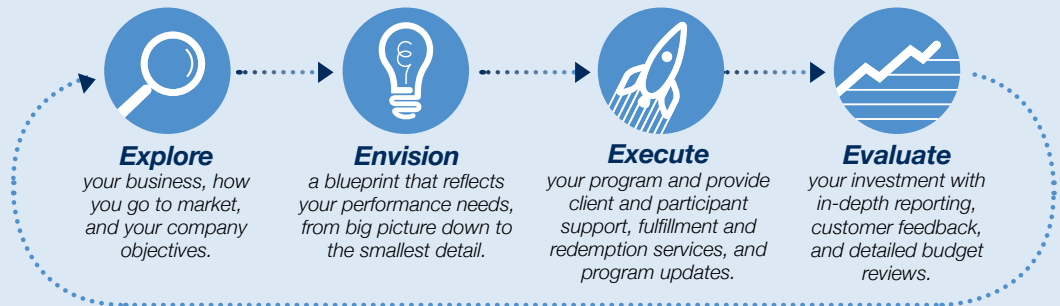 Explore
your business, how
you go to market,
and your company
objectives.
Envision
a blueprint that reflects
your performance needs,
from big picture down to
the smallest detail.
Execute
your program and provide
client and participant
support, fulfillment and
redemption services, and
program updates.
Evaluate
your investment with
in-depth reporting,
customer feedback,
and detailed budget
reviews.